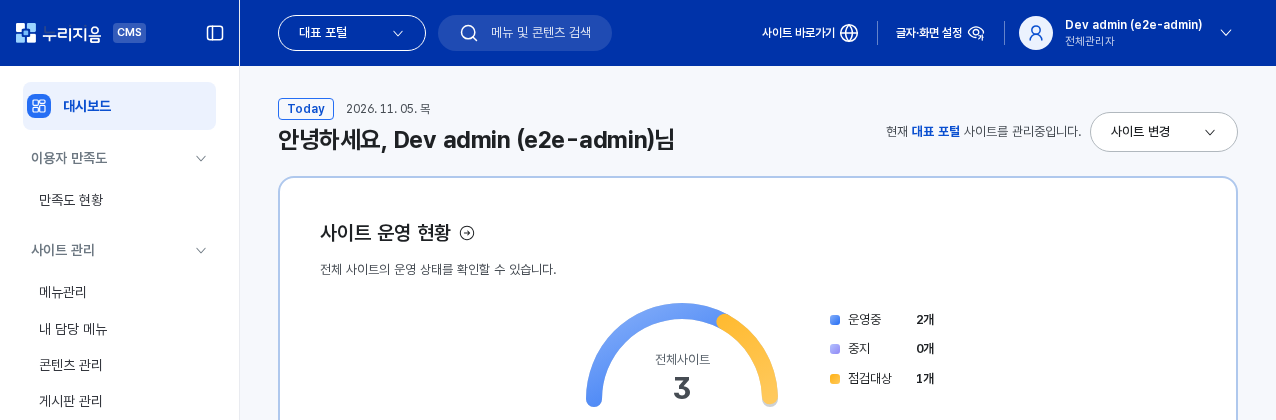 누리지음 CMS
대표 포털
메뉴 및 콘텐츠 검색
사이트 바로가기
글자·화면 설정
Dev admin (e2e-admin)
전체관리자
대시보드
이용자 만족도
만족도 현황
사이트 관리
메뉴관리
내 담당 메뉴
콘텐츠 관리
게시판 관리
Today 2026. 11. 05. 목
안녕하세요, Dev admin (e2e-admin)님
현재 대표 포털 사이트를 관리중입니다.
사이트 변경
사이트 운영 현황
전체 사이트의 운영 상태를 확인할 수 있습니다.
전체사이트
3
운영중 2개
중지 0개
점검대상 1개